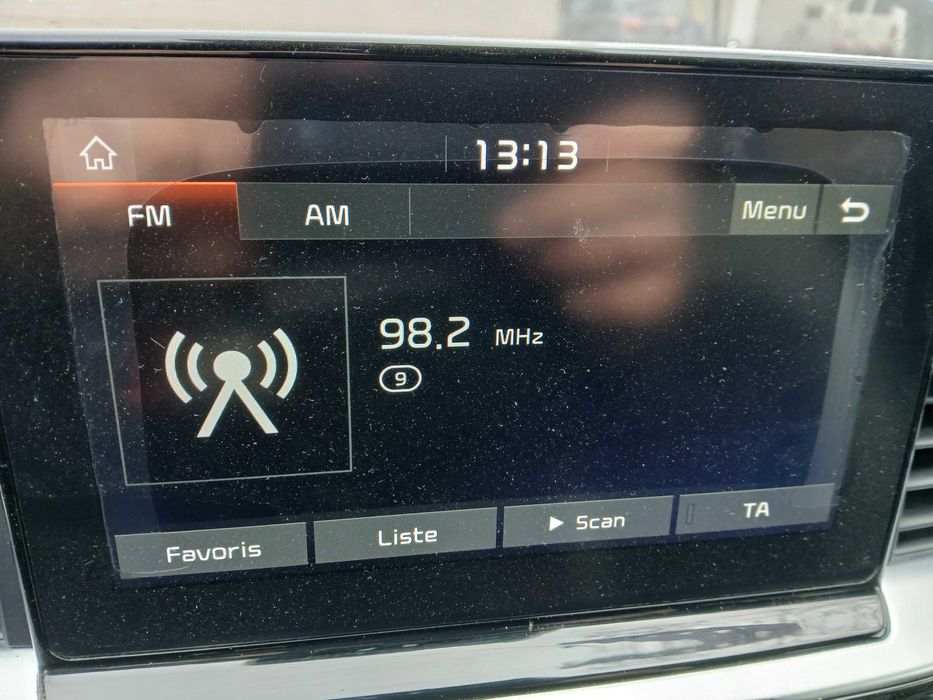 13:13
FM AM Menu
98.2 MHz
9
Favoris Liste Scan TA